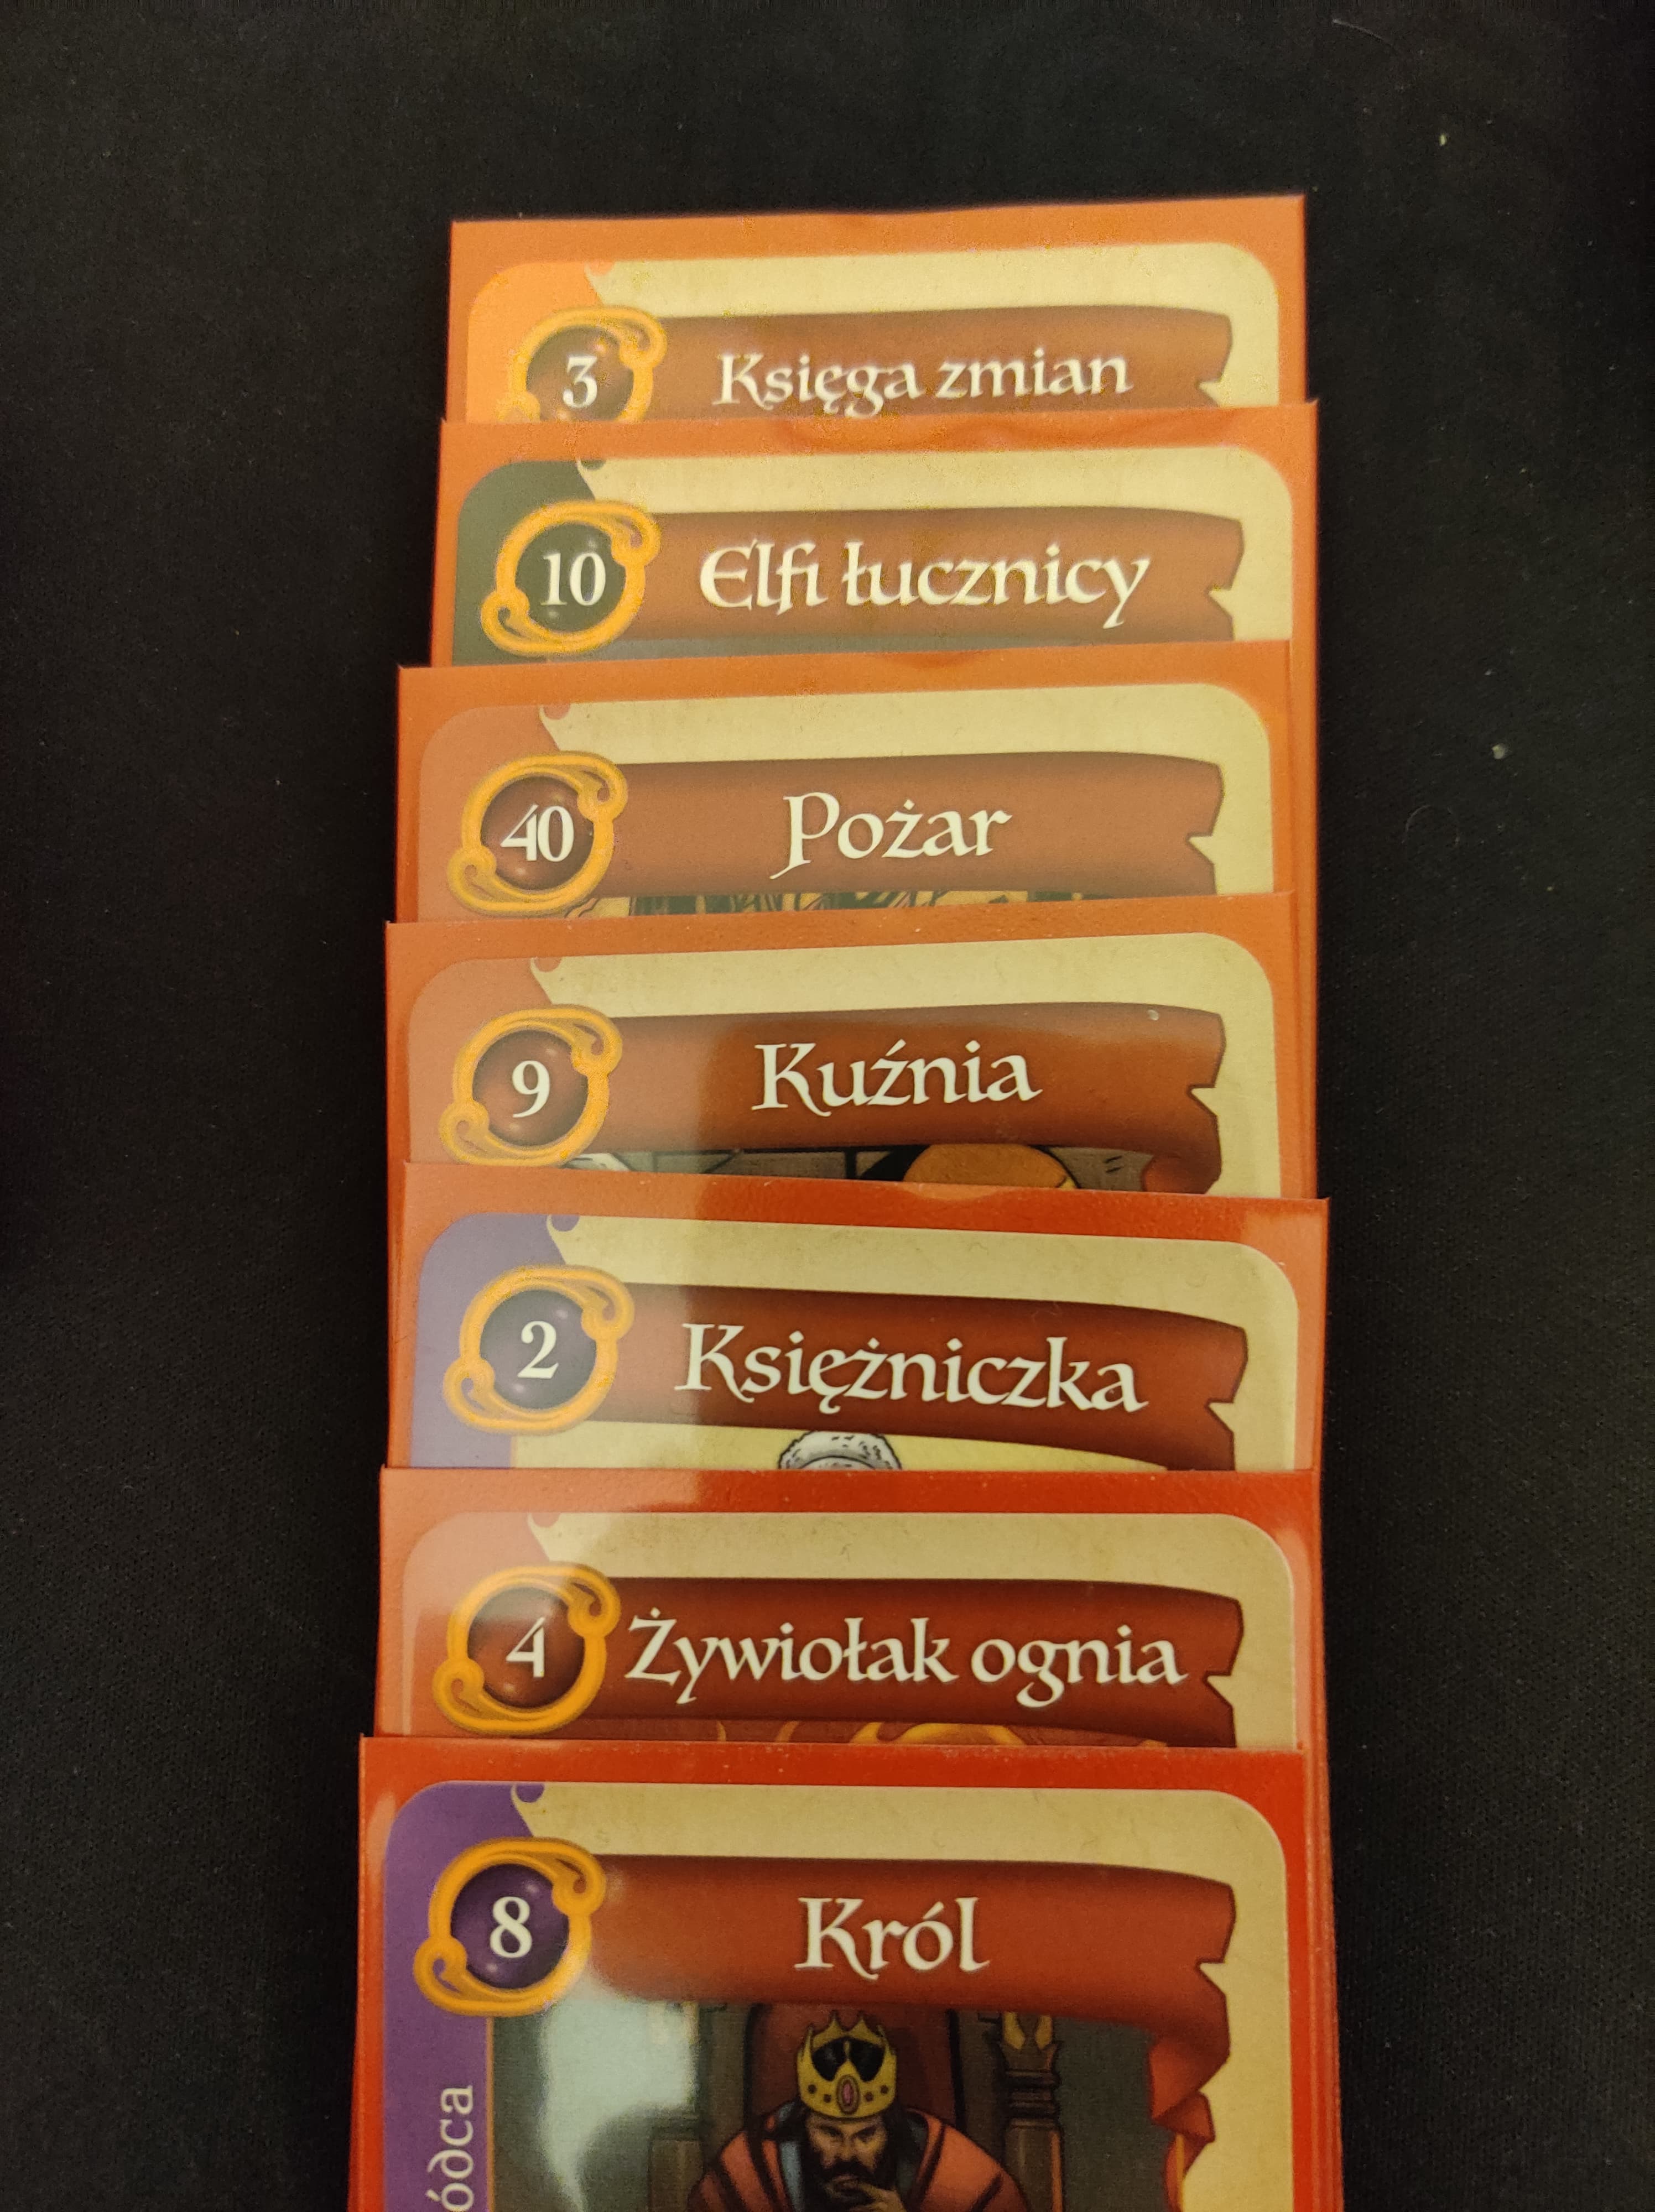 3 Księga zmian
10 Elfi łucznicy
40 Pożar
9 Kuźnia
2 Księżniczka
4 Żywiołak ognia
8 Król